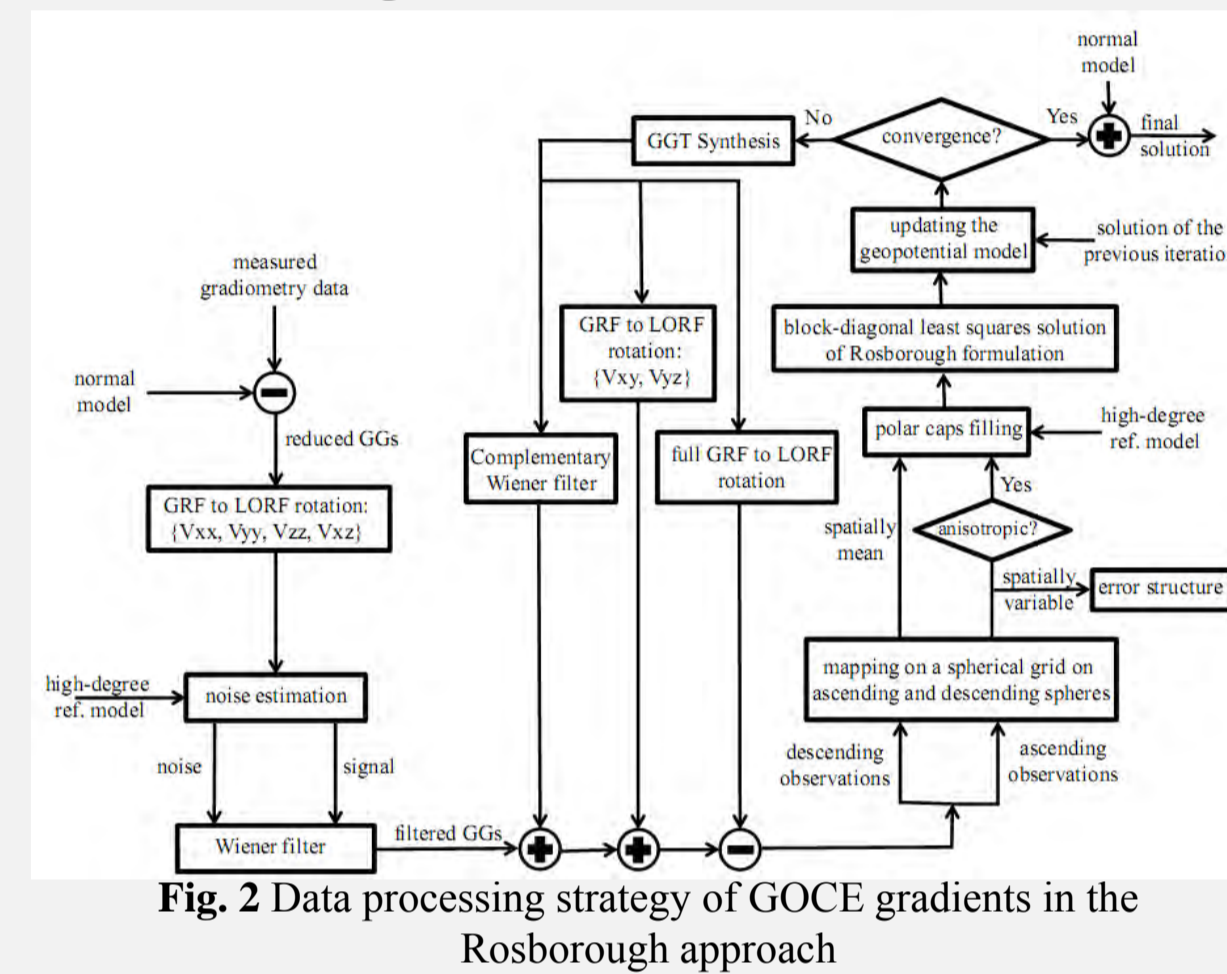 normal
model
No
Yes
final
solution
GGT Synthesis
convergence?
updating the
geopotential model
solution of the
previous iteratio
measured
gradiometry data
GRF to LORF
rotation:
{Vxy, Vyz}
block-diagonal least squares solution
of Rosborough formulation
normal
model
reduced GGs
polar caps filling
high-degree
ref. model
Complementary
Wiener filter
full GRF to LORF
rotation
GRF to LORF rotation:
{Vxx, Vyy, Vzz, Vxz}
Yes
spatially
mean
anisotropic?
spatially
variable
error structure
mapping on a spherical grid on
ascending and descending spheres
high-degree
ref. model
noise estimation
noise
signal
descending
observations
ascending
observations
Wiener filter
filtered GGs
Fig. 2 Data processing strategy of GOCE gradients in the
Rosborough approach